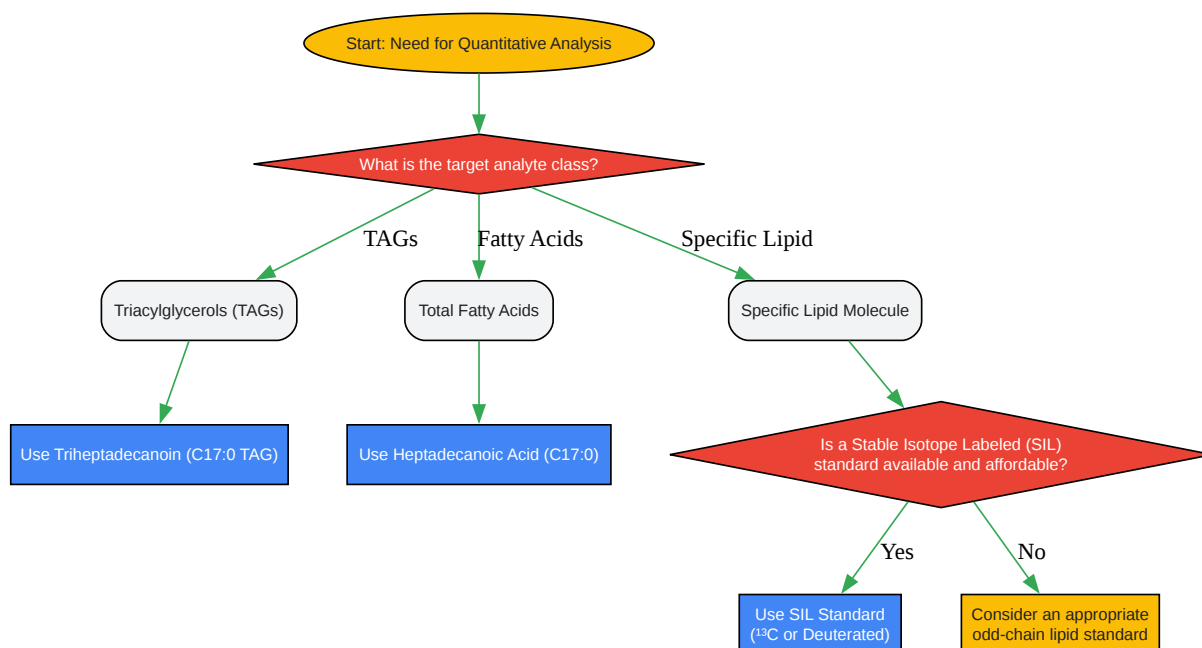 Start: Need for Quantitative Analysis
What is the target analyte class?
TAGs
Fatty Acids
Specific Lipid
Triacylglycerols (TAGs)
Total Fatty Acids
Specific Lipid Molecule
Use Triheptadecanoin (C17:0 TAG)
Use Heptadecanoic Acid (C17:0)
Is a Stable Isotope Labeled (SIL)
standard available and affordable?
Yes
No
Use SIL Standard
(¹³C or Deuterated)
Consider an appropriate
odd-chain lipid standard